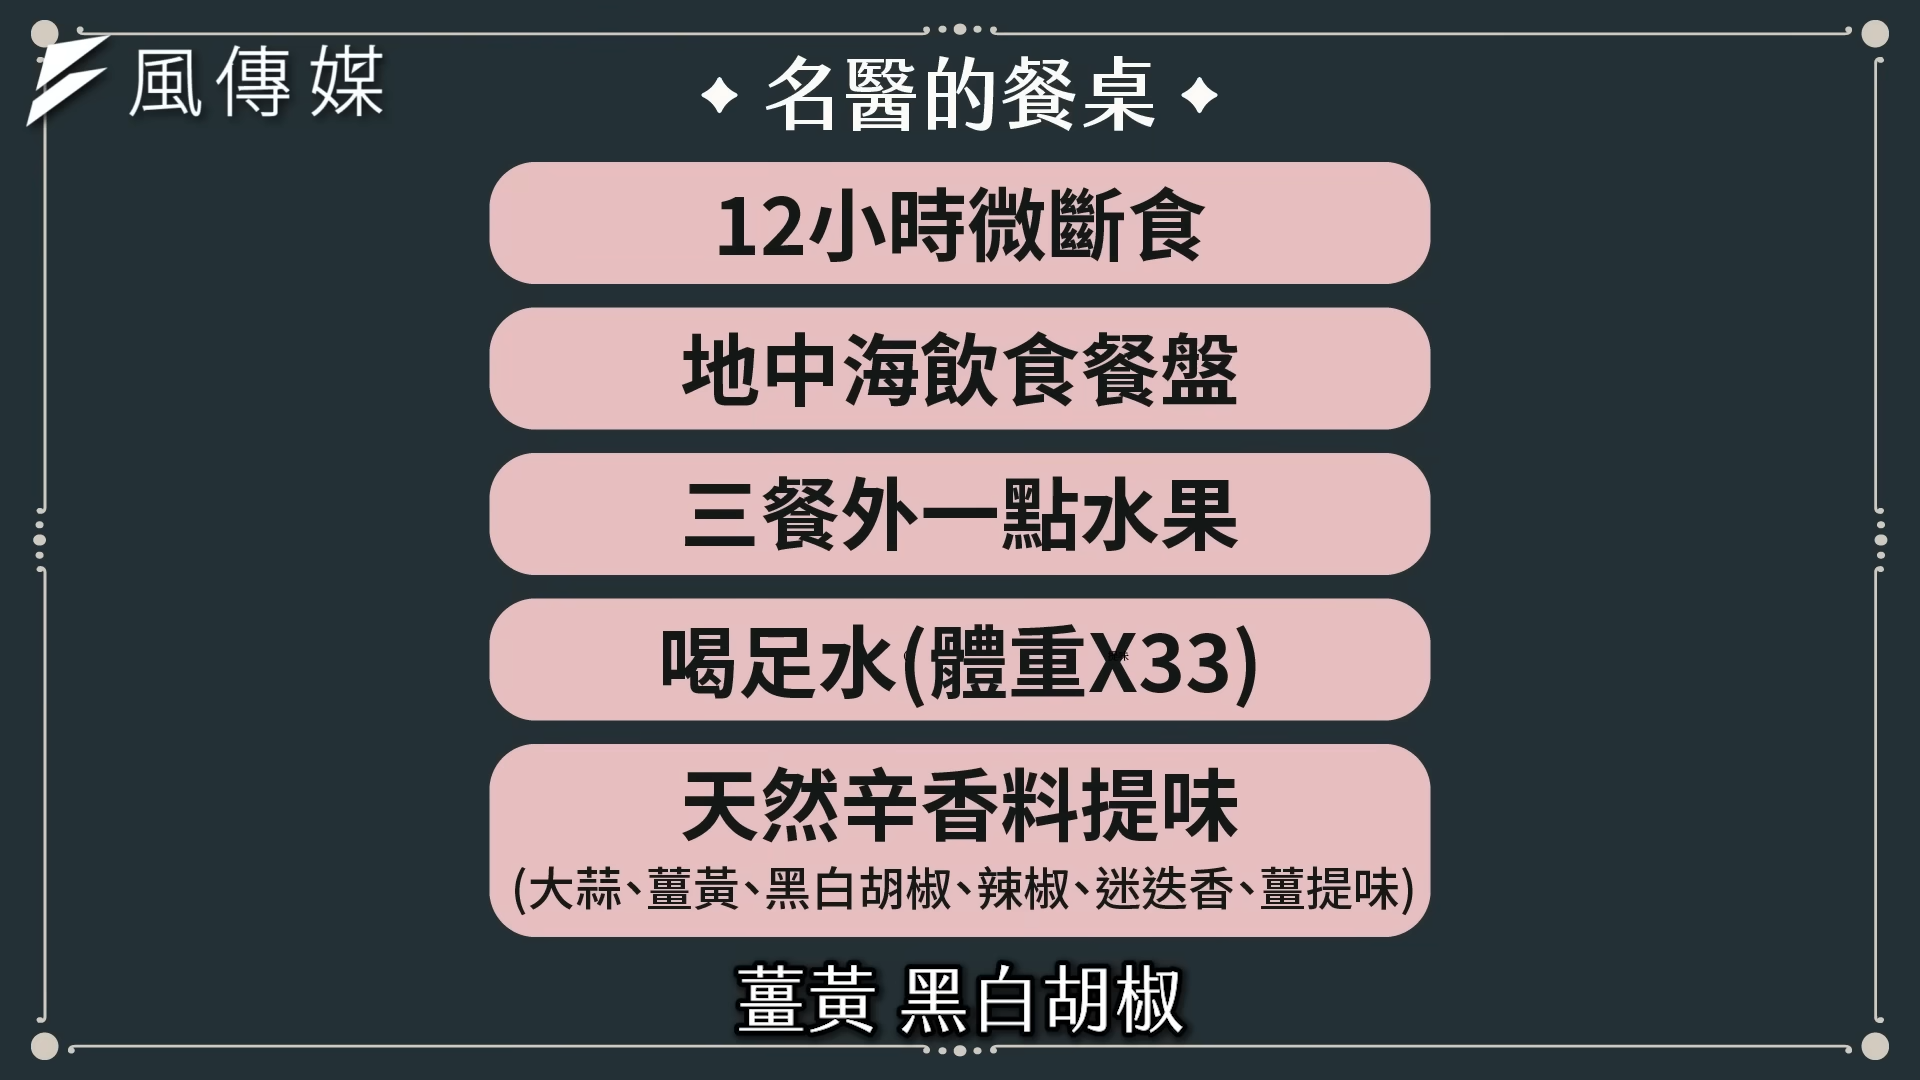 風傳媒
名醫的餐桌
12小時微斷食
地中海飲食餐盤
三餐外一點水果
喝足水(體重X33)
天然辛香料提味
(大蒜、薑黃、黑白胡椒、辣椒、迷迭香、薑提味)
薑黃 黑白胡椒